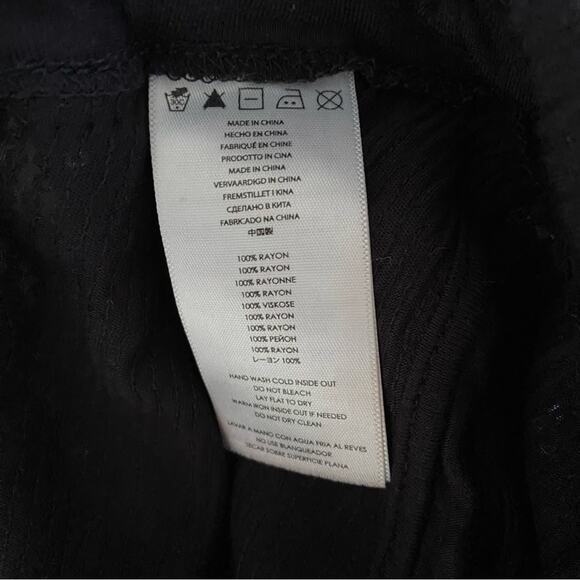 30C
MADE IN CHINA
HECHO EN CHINA
FABRIQUÉ EN CHINE
PRODOTTO IN CINA
MADE IN CHINA
VERVAARDIGD IN CHINA
FREMSTILLET I KINA
СДЕЛАНО В КИТА
FABRICADO NA CHINA
中国製
100% RAYON
100% RAYON
100% RAYONNE
100% RAYON
100% VISKOSE
100% RAYON
100% RAYON
100% РЕЙОН
100% RAYON
レーヨン 100%
HAND WASH COLD INSIDE OUT
DO NOT BLEACH
LAY FLAT TO DRY
WARM IRON INSIDE OUT IF NEEDED
DO NOT DRY CLEAN
LAVAR A MANO CON AGUA FRIA AL REVES
NO USE BLANQUEADOR
SECAR SOBRE SUPERFICIE PLANA